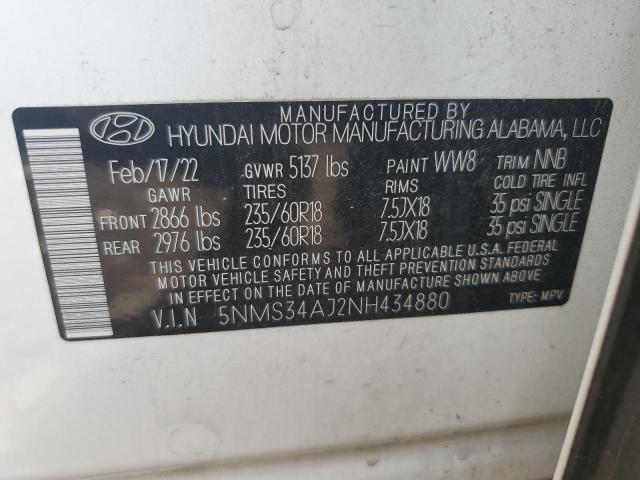 MANUFACTURED BY
HYUNDAI MOTOR MANUFACTURING ALABAMA, LLC
Feb/17/22 GVWR 5137 lbs PAINT WW8 TRIM NNB
GAWR TIRES RIMS COLD TIRE INFL
FRONT 2866 lbs 235/60R18 7.5JX18 35 psi SINGLE
REAR 2976 lbs 235/60R18 7.5JX18 35 psi SINGLE
THIS VEHICLE CONFORMS TO ALL APPLICABLE U.S.A. FEDERAL
MOTOR VEHICLE SAFETY AND THEFT PREVENTION STANDARDS
IN EFFECT ON THE DATE OF MANUFACTURE SHOWN ABOVE.
V.I.N 5NMS34AJ2NH434880 TYPE: MPV